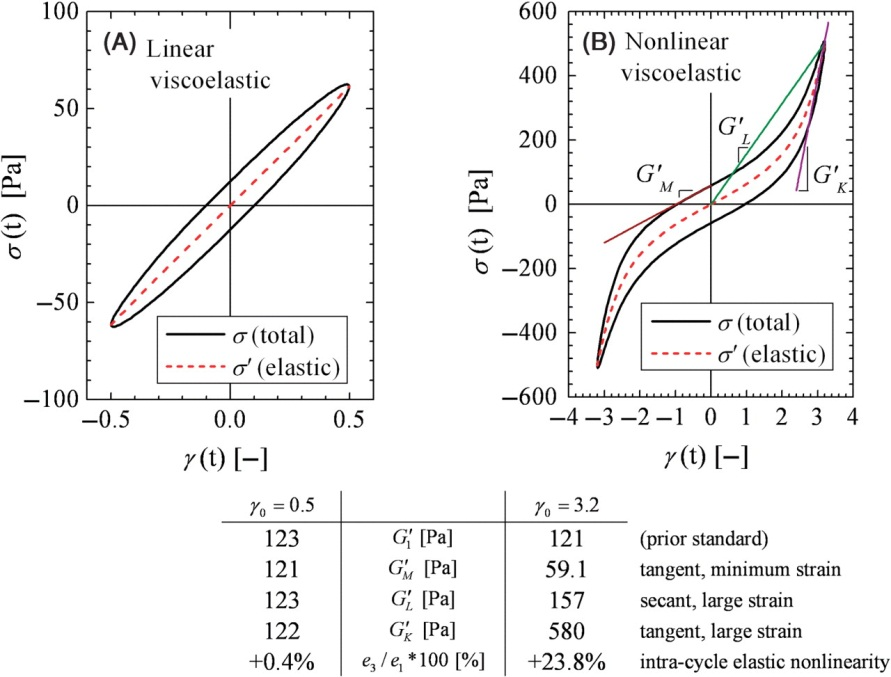 (A) Linear
viscoelastic
σ (t) [Pa]
100
50
0
−50
−100
−0.5 0.0 0.5
γ (t) [−]
σ (total)
σ′ (elastic)
(B) Nonlinear
viscoelastic
σ (t) [Pa]
600
400
200
0
−200
−400
−600
−4 −3 −2 −1 0 1 2 3 4
γ (t) [−]
G′L
G′M
G′K
σ (total)
σ′ (elastic)
γ0 = 0.5 γ0 = 3.2
123 G′1 [Pa] 121 (prior standard)
121 G′M [Pa] 59.1 tangent, minimum strain
123 G′L [Pa] 157 secant, large strain
122 G′K [Pa] 580 tangent, large strain
+0.4% e3 / e1 *100 [%] +23.8% intra-cycle elastic nonlinearity